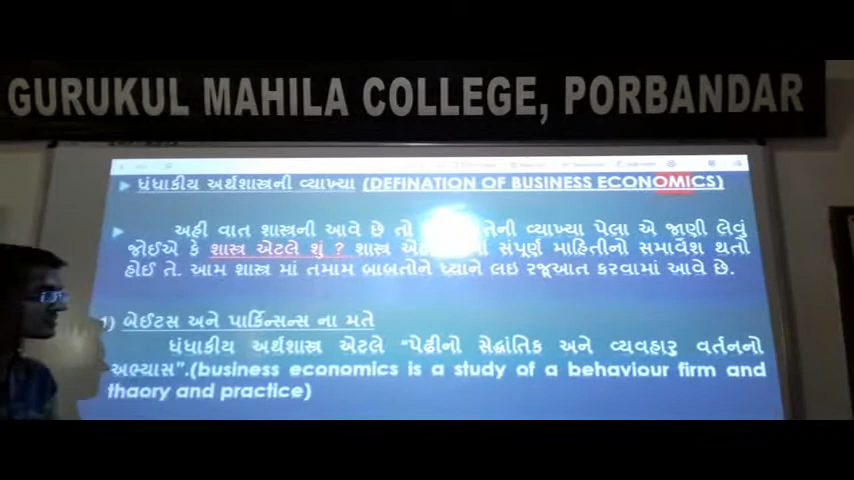 GURUKUL MAHILA COLLEGE, PORBANDAR
ધંધાકીય અર્થશાસ્ત્રની વ્યાખ્યા (DEFINATION OF BUSINESS ECONOMICS)
અહી વાત શાસ્ત્રની આવે છે તો તેની વ્યાખ્યા પેલા એ જાણી લેવું
જોઇએ કે શાસ્ત્ર એટલે શું ? શાસ્ત્ર સંપૂર્ણ માહિતીનો સમાવેશ થતો
હોઈ તે. આમ શાસ્ત્ર માં તમામ બાબતોને ધ્યાને લઇ રજૂઆત કરવામાં આવે છે.
1) બેઈટસ અને પાર્કિન્સન્સ ના મતે
ધંધાકીય અર્થશાસ્ત્ર એટલે “પેઢીનો સેદ્ધાંતિક અને વ્યવહારુ વર્તનનો
અભ્યાસ”.(business economics is a study of a behaviour firm and
thaory and practice)